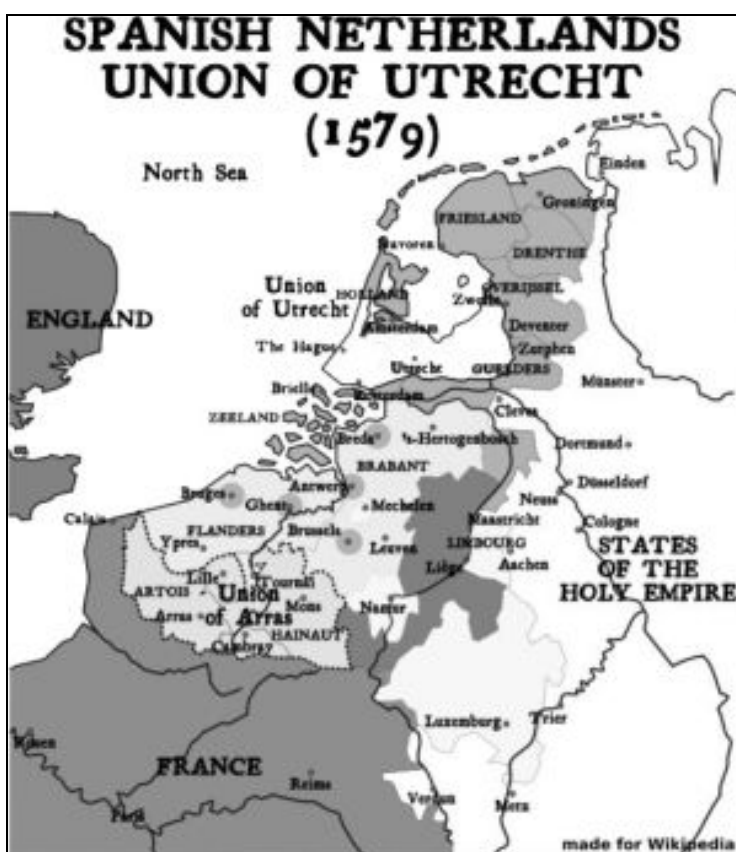 SPANISH NETHERLANDS
UNION OF UTRECHT
(1579)
North Sea
Emden
Groningen
FRIESLAND
Stavoren
DRENTHE
Union
of Utrecht
HOLLAND
OVERIJSSEL
Zwolle
ENGLAND
Amsterdam
Deventer
The Hague
Zutphen
Utrecht
GUELDERS
Münster
Brielle
Rotterdam
Cleves
ZEELAND
Breda
's-Hertogenbosch
Dortmund
BRABANT
Antwerp
Düsseldorf
Bruges
Ghent
Mechelen
Neuss
Calais
Maastricht
Cologne
FLANDERS
Brussels
Ypres
Leuven
LIMBOURG
STATES
OF THE
HOLY EMPIRE
Aachen
Liège
Lille
Tournai
ARTOIS
Union
of Arras
Mons
Namur
Arras
HAINAUT
Cambray
Luxemburg
Trier
Rouen
FRANCE
Reims
Verdun
Metz
Paris
made for Wikipedia